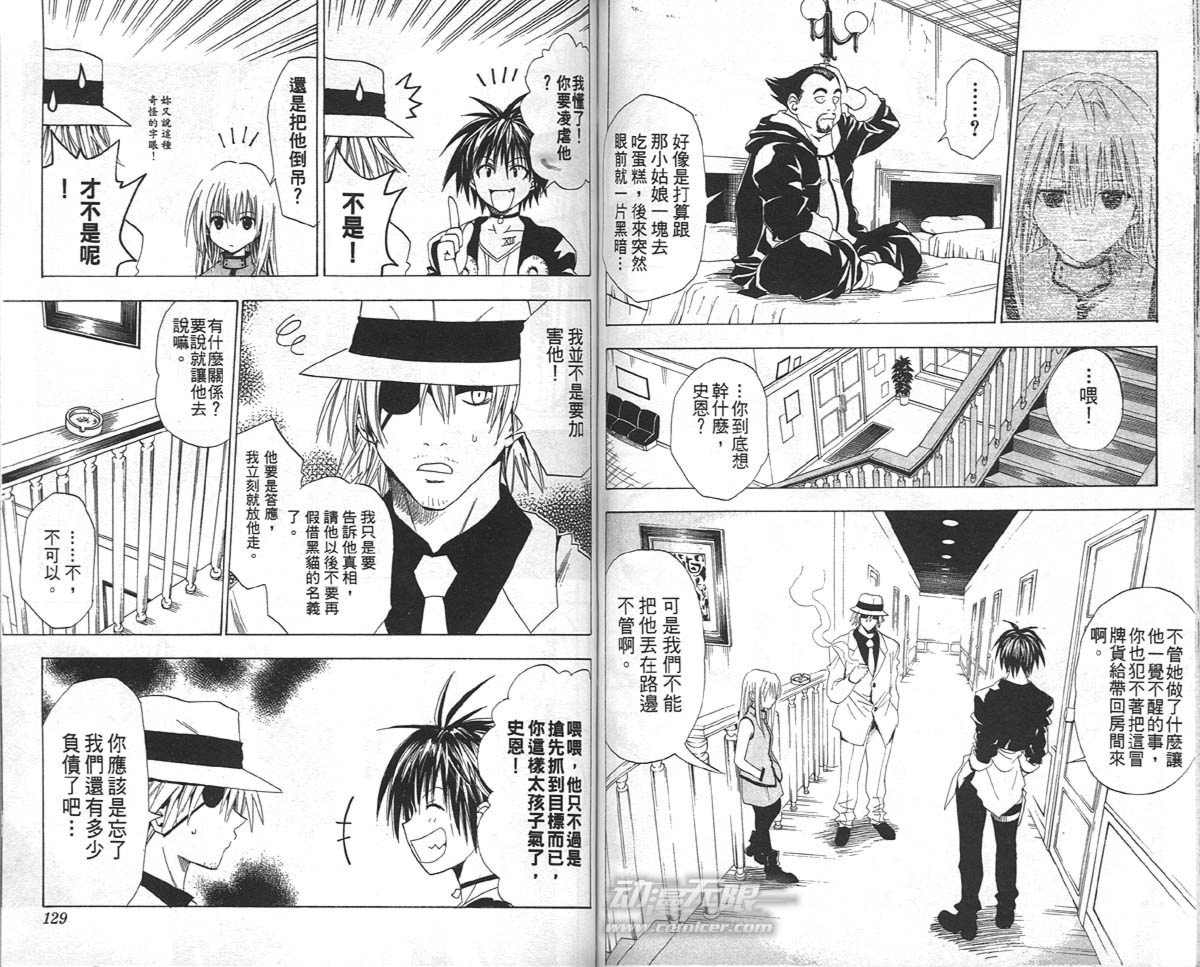 ………？
好像是打算跟
那小姑娘一塊去
吃蛋糕，後來突然
眼前就一片黑暗…
…喂！
…你到底想
幹什麼，
史恩？
不管她做了什麼讓
他一覺不醒的事，
你也犯不著把這冒
牌貨給帶回房間來
啊。
可是我們不能
把他丟在路邊
不管啊。
我懂了！
你要凌虐他
？
不是！
還是把他倒吊？
妳又說這種
奇怪的字眼！
才不是呢
！
我並不是要加
害他！
我只是要
告訴他真相，
請他以後不要再
假借黑貓的名義
了。
他要是答應，
我立刻就放他走。
有什麼關係？
要說就讓他去
說嘛。
……不，
不可以。
喂喂，他只不過是
搶先抓到目標而已，
你這樣太孩子氣了，
史恩！
你應該是忘了
我們還有多少
負債了吧…
129
动漫无限
www.comicer.com